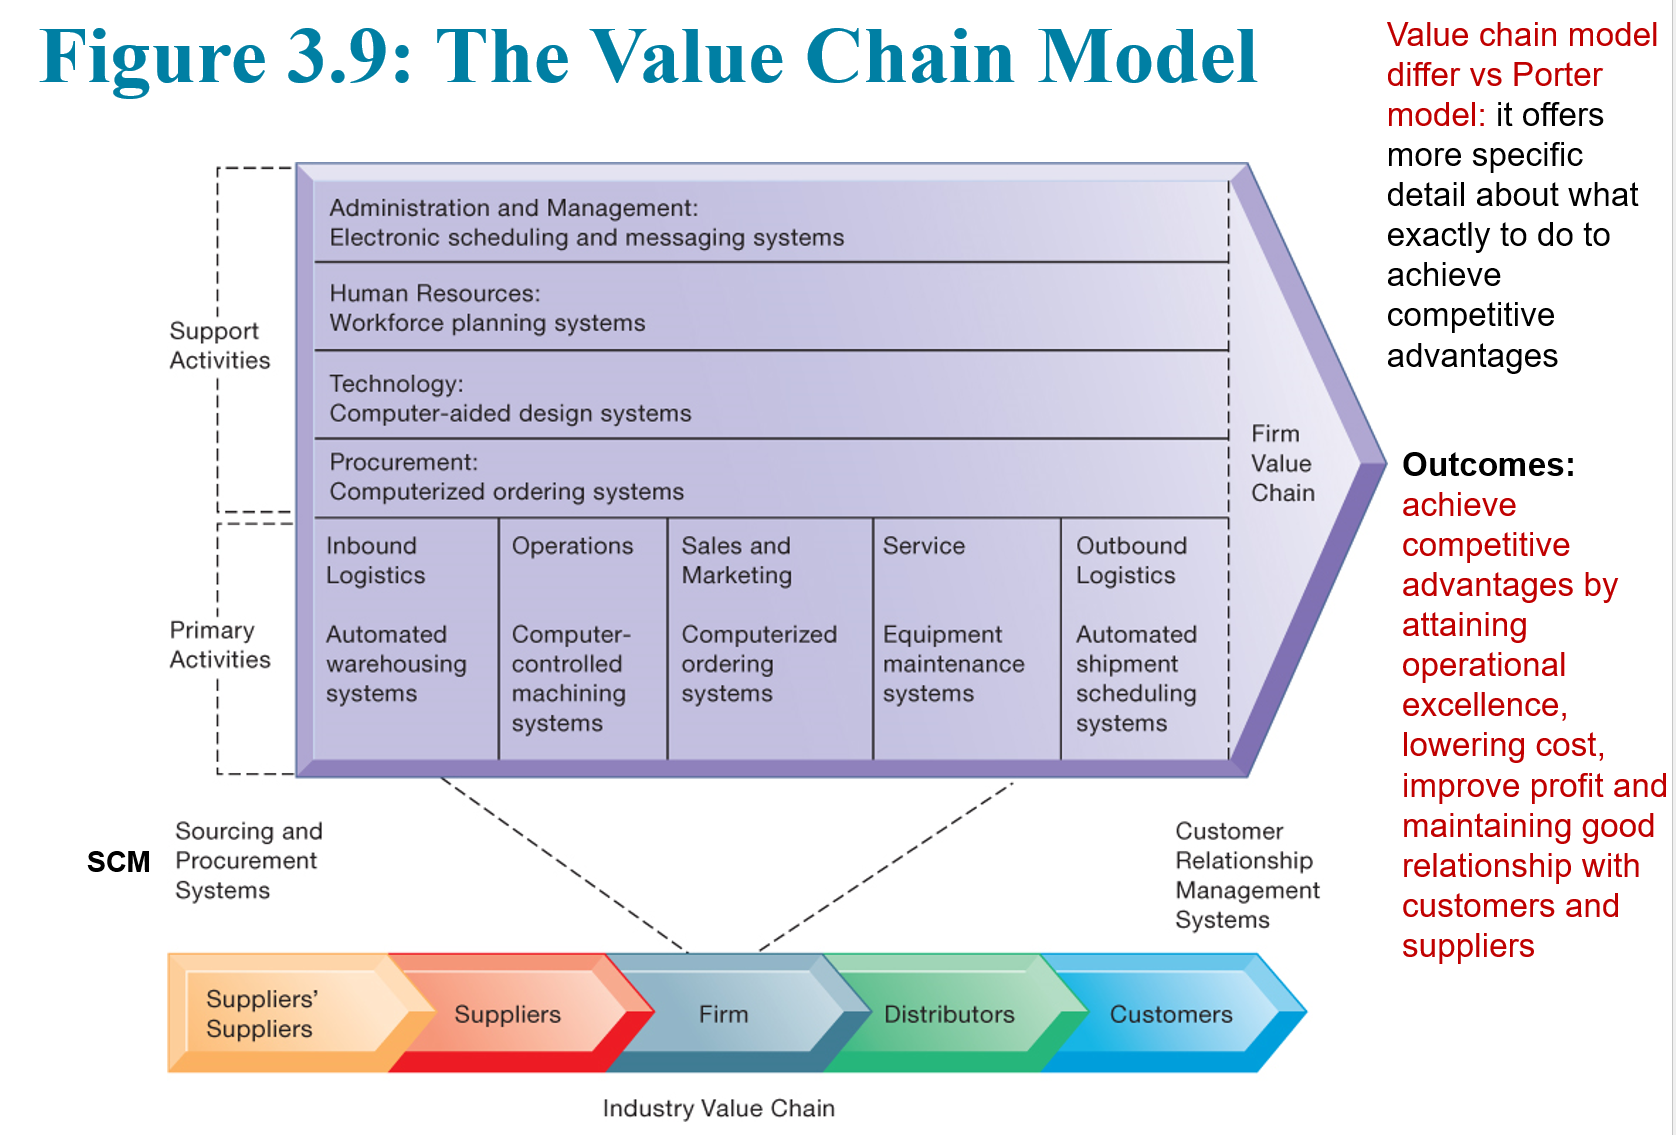 Figure 3.9: The Value Chain Model
Value chain model
differ vs Porter
model: it offers
more specific
detail about what
exactly to do to
achieve
competitive
advantages
Support
Activities
Administration and Management:
Electronic scheduling and messaging systems
Human Resources:
Workforce planning systems
Technology:
Computer-aided design systems
Procurement:
Computerized ordering systems
Firm
Value
Chain
Primary
Activities
Inbound
Logistics
Automated
warehousing
systems
Operations
Computer-
controlled
machining
systems
Sales and
Marketing
Computerized
ordering
systems
Service
Equipment
maintenance
systems
Outbound
Logistics
Automated
shipment
scheduling
systems
Outcomes:
achieve
competitive
advantages by
attaining
operational
excellence,
lowering cost,
improve profit and
maintaining good
relationship with
customers and
suppliers
SCM
Sourcing and
Procurement
Systems
Customer
Relationship
Management
Systems
Suppliers’
Suppliers
Suppliers
Firm
Distributors
Customers
Industry Value Chain